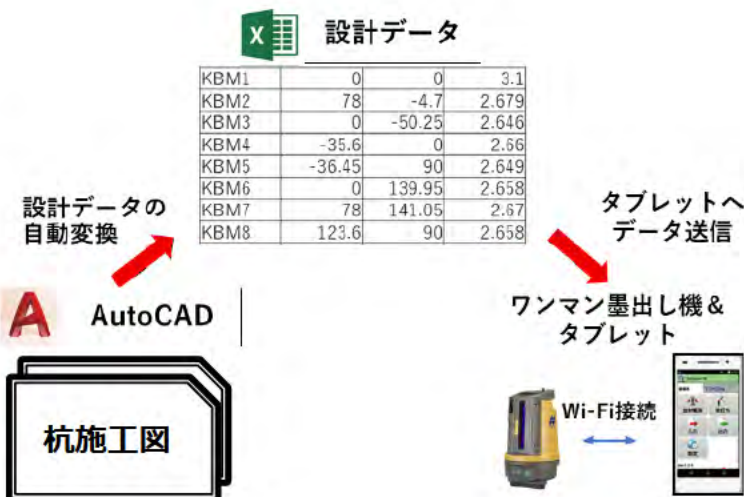 設計データ
KBM1 0 0 3.1
KBM2 78 -4.7 2.679
KBM3 0 -50.25 2.646
KBM4 -35.6 0 2.66
KBM5 -36.45 90 2.649
KBM6 0 139.95 2.658
KBM7 78 141.05 2.67
KBM8 123.6 90 2.658
設計データの
自動変換
タブレットへ
データ送信
AutoCAD
ワンマン墨出し機&
タブレット
杭施工図
Wi-Fi接続